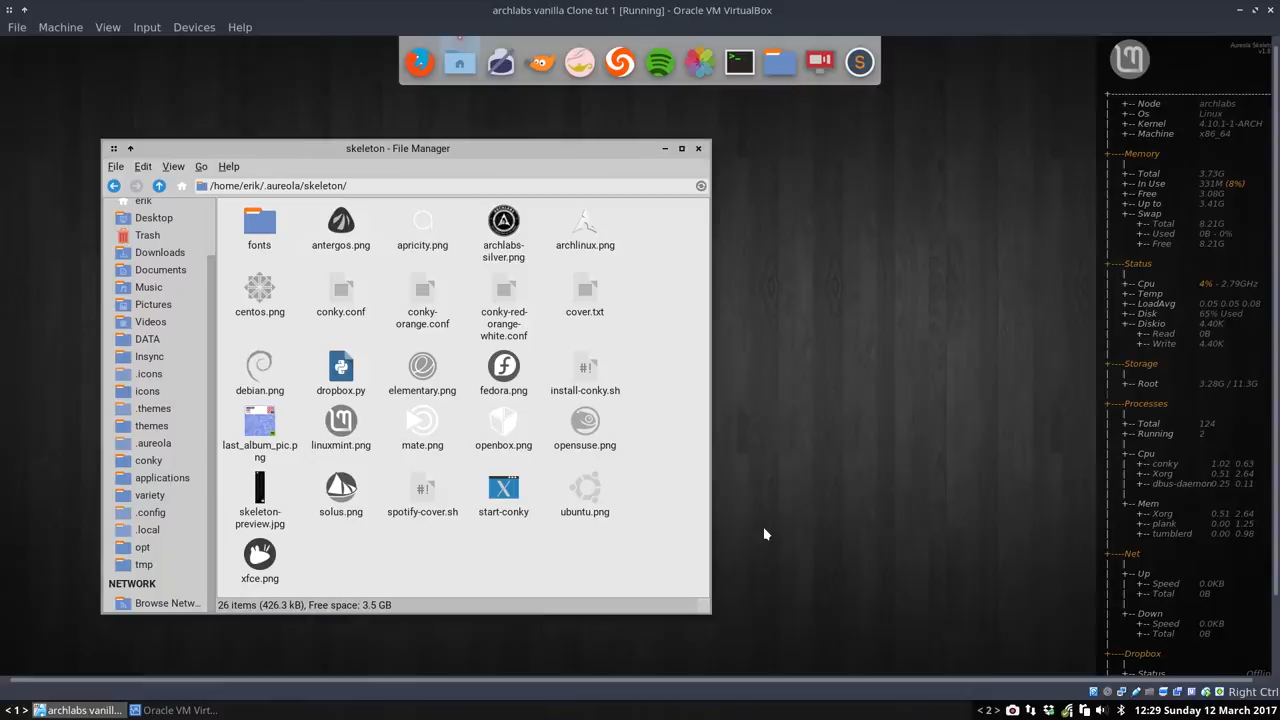 archlabs vanilla Clone tut 1 [Running] - Oracle VM VirtualBox
File Machine View Input Devices Help
skeleton - File Manager
File Edit View Go Help
/home/erik/.aureola/skeleton/
erik
Desktop
Trash
Downloads
Documents
Music
Pictures
Videos
DATA
Insync
.icons
icons
.themes
themes
.aureola
conky
applications
variety
.config
.local
opt
tmp
NETWORK
Browse Netw...
fonts
antergos.png
apricity.png
archlabs-
silver.png
archlinux.png
centos.png
conky.conf
conky-
orange.conf
conky-red-
orange-
white.conf
cover.txt
debian.png
dropbox.py
elementary.png
fedora.png
install-conky.sh
last_album_pic.p
ng
linuxmint.png
mate.png
openbox.png
opensuse.png
skeleton-
preview.jpg
solus.png
spotify-cover.sh
start-conky
ubuntu.png
xfce.png
26 items (426.3 kB), Free space: 3.5 GB
+-- Node archlabs
+-- Os Linux
+-- Kernel 4.10.1-1-ARCH
+-- Machine x86_64
+----Memory
+-- Total 3.73G
+-- In Use 331M (8%)
+-- Free 3.08G
+-- Up to 3.41G
+-- Swap
+-- Total 8.21G
+-- Used 0B - 0%
+-- Free 8.21G
+----Status
+-- Cpu 4% - 2.79GHz
+-- Temp
+-- LoadAvg 0.05 0.05 0.08
+-- Disk 65% Used
+-- Diskio 4.40K
+-- Read 0B
+-- Write 4.40K
+----Storage
+-- Root 3.28G / 11.3G
+----Processes
+-- Total 124
+-- Running 2
+-- Cpu
+-- conky 1.02 0.63
+-- Xorg 0.51 2.64
+-- dbus-daemon 0.25 0.11
+-- Mem
+-- Xorg 0.51 2.64
+-- plank 0.00 1.25
+-- tumblerd 0.00 0.98
+----Net
+-- Up
+-- Speed 0.0KB
+-- Total 0B
+-- Down
+-- Speed 0.0KB
+-- Total 0B
+----Dropbox
+-- Status
Right Ctrl
< 1 > archlabs vanill... Oracle VM Virt... < 2 > 12:29 Sunday 12 March 2017